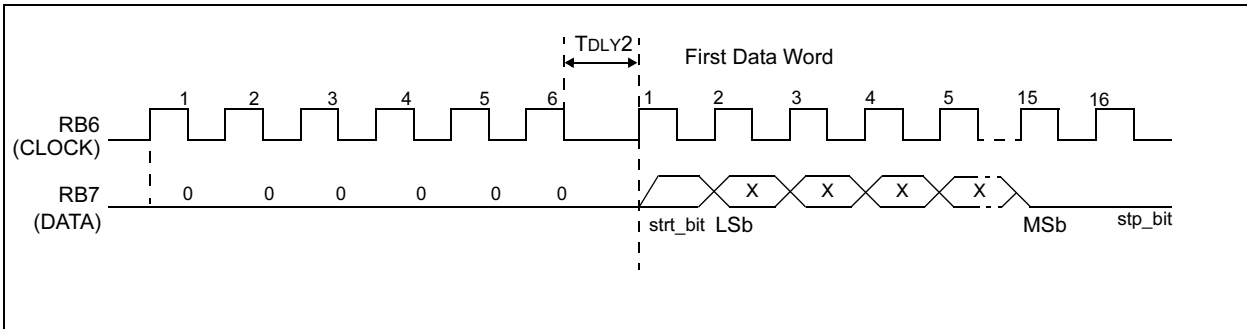 TDLY2
First Data Word
1 2 3 4 5 6 1 2 3 4 5 15 16
RB6
(CLOCK)
RB7
(DATA)
0 0 0 0 0 0 X X X X
strt_bit LSb MSb stp_bit